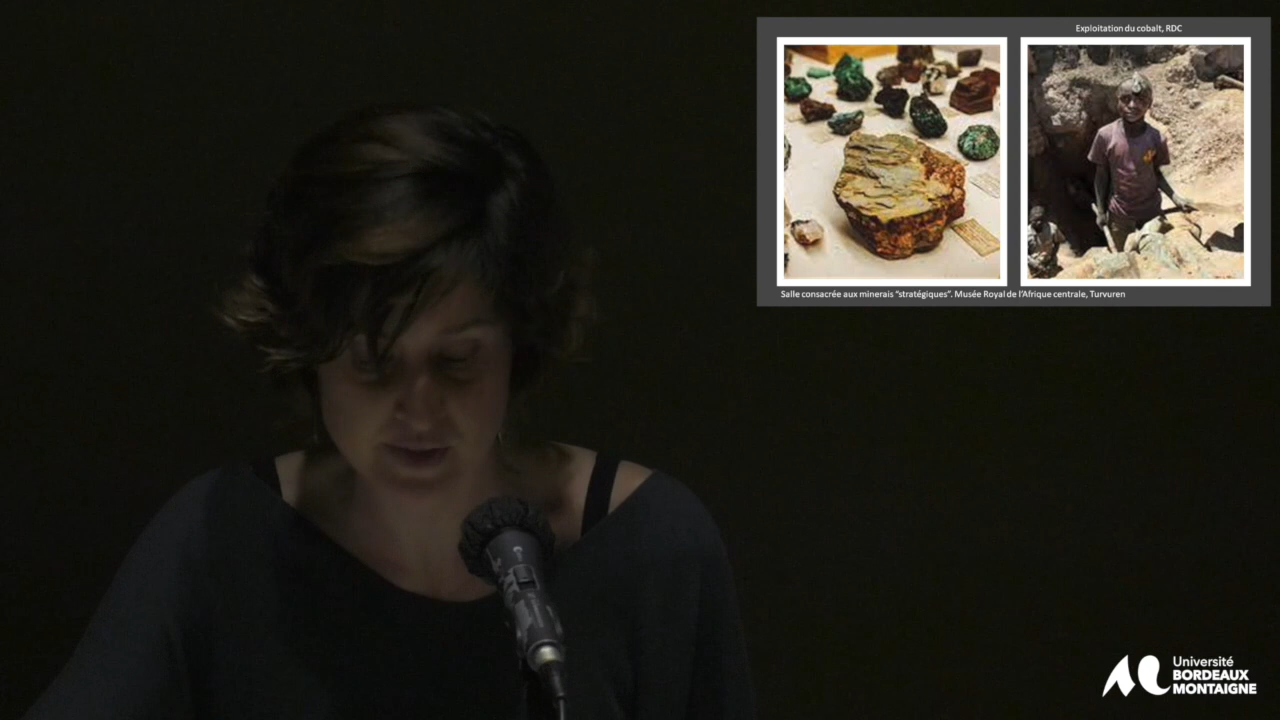 Exploitation du cobalt, RDC
Salle consacrée aux minerais "stratégiques". Musée Royal de l'Afrique centrale, Turvuren
Université
BORDEAUX
MONTAIGNE